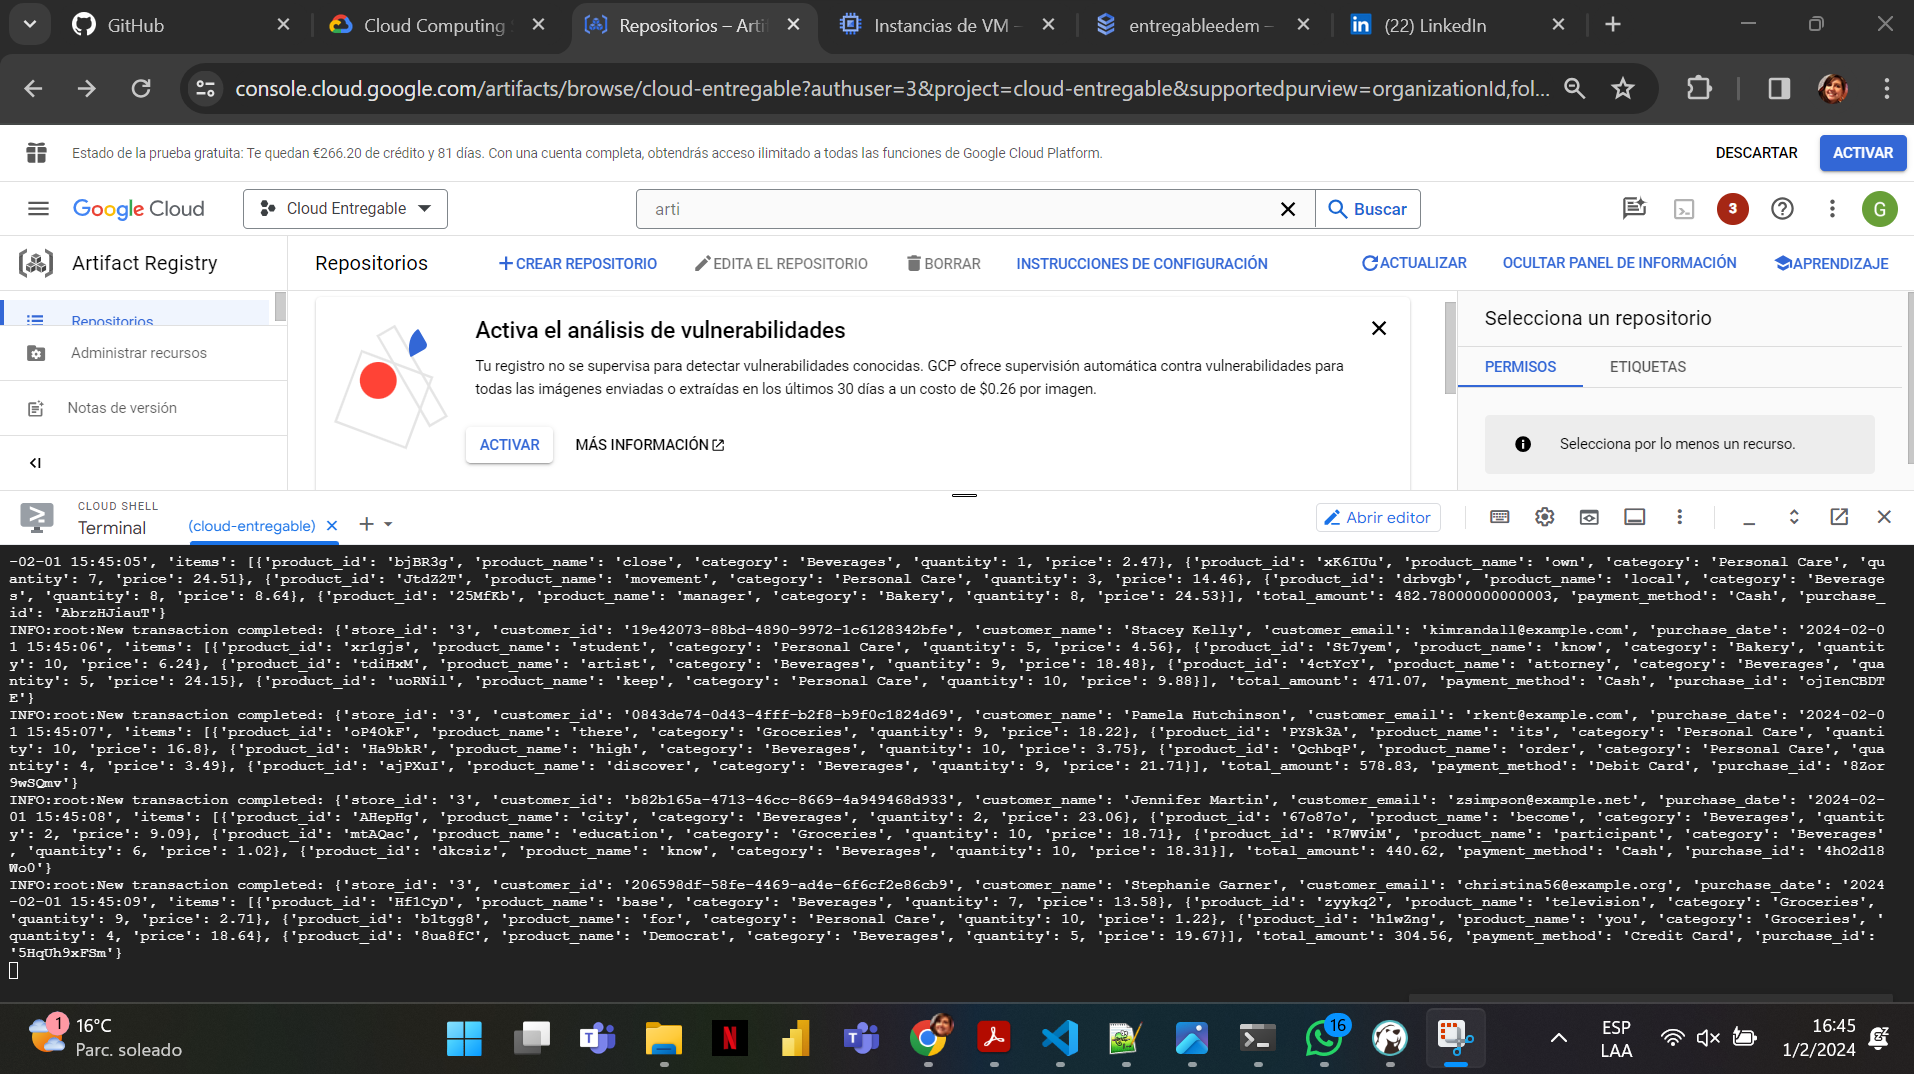 GitHub
Cloud Computing
Repositorios – Arti
Instancias de VM –
entregableedem –
(22) LinkedIn
console.cloud.google.com/artifacts/browse/cloud-entregable?authuser=3&project=cloud-entregable&supportedpurview=organizationId,fol...
Estado de la prueba gratuita: Te quedan €266.20 de crédito y 81 días. Con una cuenta completa, obtendrás acceso ilimitado a todas las funciones de Google Cloud Platform.
DESCARTAR
ACTIVAR
Google Cloud
Cloud Entregable
arti
Buscar
3
G
Artifact Registry
Repositorios
CREAR REPOSITORIO
EDITA EL REPOSITORIO
BORRAR
INSTRUCCIONES DE CONFIGURACIÓN
ACTUALIZAR
OCULTAR PANEL DE INFORMACIÓN
APRENDIZAJE
Repositorios
Administrar recursos
Notas de versión
Activa el análisis de vulnerabilidades
Tu registro no se supervisa para detectar vulnerabilidades conocidas. GCP ofrece supervisión automática contra vulnerabilidades para
todas las imágenes enviadas o extraídas en los últimos 30 días a un costo de $0.26 por imagen.
ACTIVAR
MÁS INFORMACIÓN
Selecciona un repositorio
PERMISOS
ETIQUETAS
Selecciona por lo menos un recurso.
CLOUD SHELL
Terminal
(cloud-entregable)
Abrir editor
-02-01 15:45:05', 'items': [{'product_id': 'bjBR3g', 'product_name': 'close', 'category': 'Beverages', 'quantity': 1, 'price': 2.47}, {'product_id': 'xK6IUu', 'product_name': 'own', 'category': 'Personal Care', 'qu
antity': 7, 'price': 24.51}, {'product_id': 'JtdZ2T', 'product_name': 'movement', 'category': 'Personal Care', 'quantity': 3, 'price': 14.46}, {'product_id': 'drbvgb', 'product_name': 'local', 'category': 'Beverage
s', 'quantity': 8, 'price': 8.64}, {'product_id': '25MfKb', 'product_name': 'manager', 'category': 'Bakery', 'quantity': 8, 'price': 24.53}], 'total_amount': 482.78000000000003, 'payment_method': 'Cash', 'purchase_
id': 'AbrzHJiauT'}
INFO:root:New transaction completed: {'store_id': '3', 'customer_id': '19e42073-88bd-4890-9972-1c6128342bfe', 'customer_name': 'Stacey Kelly', 'customer_email': 'kimrandall@example.com', 'purchase_date': '2024-02-0
1 15:45:06', 'items': [{'product_id': 'xr1gjs', 'product_name': 'student', 'category': 'Personal Care', 'quantity': 5, 'price': 4.56}, {'product_id': 'St7yem', 'product_name': 'know', 'category': 'Bakery', 'quantit
y': 10, 'price': 6.24}, {'product_id': 'tdiHxM', 'product_name': 'artist', 'category': 'Beverages', 'quantity': 9, 'price': 18.48}, {'product_id': '4ctYcY', 'product_name': 'attorney', 'category': 'Beverages', 'qua
ntity': 5, 'price': 24.15}, {'product_id': 'uoRNil', 'product_name': 'keep', 'category': 'Personal Care', 'quantity': 10, 'price': 9.88}], 'total_amount': 471.07, 'payment_method': 'Cash', 'purchase_id': 'ojIenCBDT
E'}
INFO:root:New transaction completed: {'store_id': '3', 'customer_id': '0843de74-0d43-4fff-b2f8-b9f0c1824d69', 'customer_name': 'Pamela Hutchinson', 'customer_email': 'rkent@example.com', 'purchase_date': '2024-02-0
1 15:45:07', 'items': [{'product_id': 'oP4OkF', 'product_name': 'there', 'category': 'Groceries', 'quantity': 9, 'price': 18.22}, {'product_id': 'PYSk3A', 'product_name': 'its', 'category': 'Personal Care', 'quanti
ty': 10, 'price': 16.8}, {'product_id': 'Ha9bkR', 'product_name': 'high', 'category': 'Beverages', 'quantity': 10, 'price': 3.75}, {'product_id': 'QchbqP', 'product_name': 'order', 'category': 'Personal Care', 'qua
ntity': 4, 'price': 3.49}, {'product_id': 'ajPXuI', 'product_name': 'discover', 'category': 'Beverages', 'quantity': 9, 'price': 21.71}], 'total_amount': 578.83, 'payment_method': 'Debit Card', 'purchase_id': '8Zor
9wSQmv'}
INFO:root:New transaction completed: {'store_id': '3', 'customer_id': 'b82b165a-4713-46cc-8669-4a949468d933', 'customer_name': 'Jennifer Martin', 'customer_email': 'zsimpson@example.net', 'purchase_date': '2024-02-
01 15:45:08', 'items': [{'product_id': 'AHepHg', 'product_name': 'city', 'category': 'Beverages', 'quantity': 2, 'price': 23.06}, {'product_id': '67o87o', 'product_name': 'become', 'category': 'Beverages', 'quantit
y': 2, 'price': 9.09}, {'product_id': 'mtAQac', 'product_name': 'education', 'category': 'Groceries', 'quantity': 10, 'price': 18.71}, {'product_id': 'R7WViM', 'product_name': 'participant', 'category': 'Beverages'
, 'quantity': 6, 'price': 1.02}, {'product_id': 'dkcsiz', 'product_name': 'know', 'category': 'Beverages', 'quantity': 10, 'price': 18.31}], 'total_amount': 440.62, 'payment_method': 'Cash', 'purchase_id': '4hO2d18
Wo0'}
INFO:root:New transaction completed: {'store_id': '3', 'customer_id': '206598df-58fe-4469-ad4e-6f6cf2e86cb9', 'customer_name': 'Stephanie Garner', 'customer_email': 'christina56@example.org', 'purchase_date': '2024
-02-01 15:45:09', 'items': [{'product_id': 'Hf1CyD', 'product_name': 'base', 'category': 'Beverages', 'quantity': 7, 'price': 13.58}, {'product_id': 'zyykq2', 'product_name': 'television', 'category': 'Groceries',
'quantity': 9, 'price': 2.71}, {'product_id': 'b1tgg8', 'product_name': 'for', 'category': 'Personal Care', 'quantity': 10, 'price': 1.22}, {'product_id': 'h1wZng', 'product_name': 'you', 'category': 'Groceries', '
quantity': 4, 'price': 18.64}, {'product_id': '8ua8fC', 'product_name': 'Democrat', 'category': 'Beverages', 'quantity': 5, 'price': 19.67}], 'total_amount': 304.56, 'payment_method': 'Credit Card', 'purchase_id':
'5HqUh9xFSm'}
1
16°C
Parc. soleado
16
ESP
LAA
16:45
1/2/2024